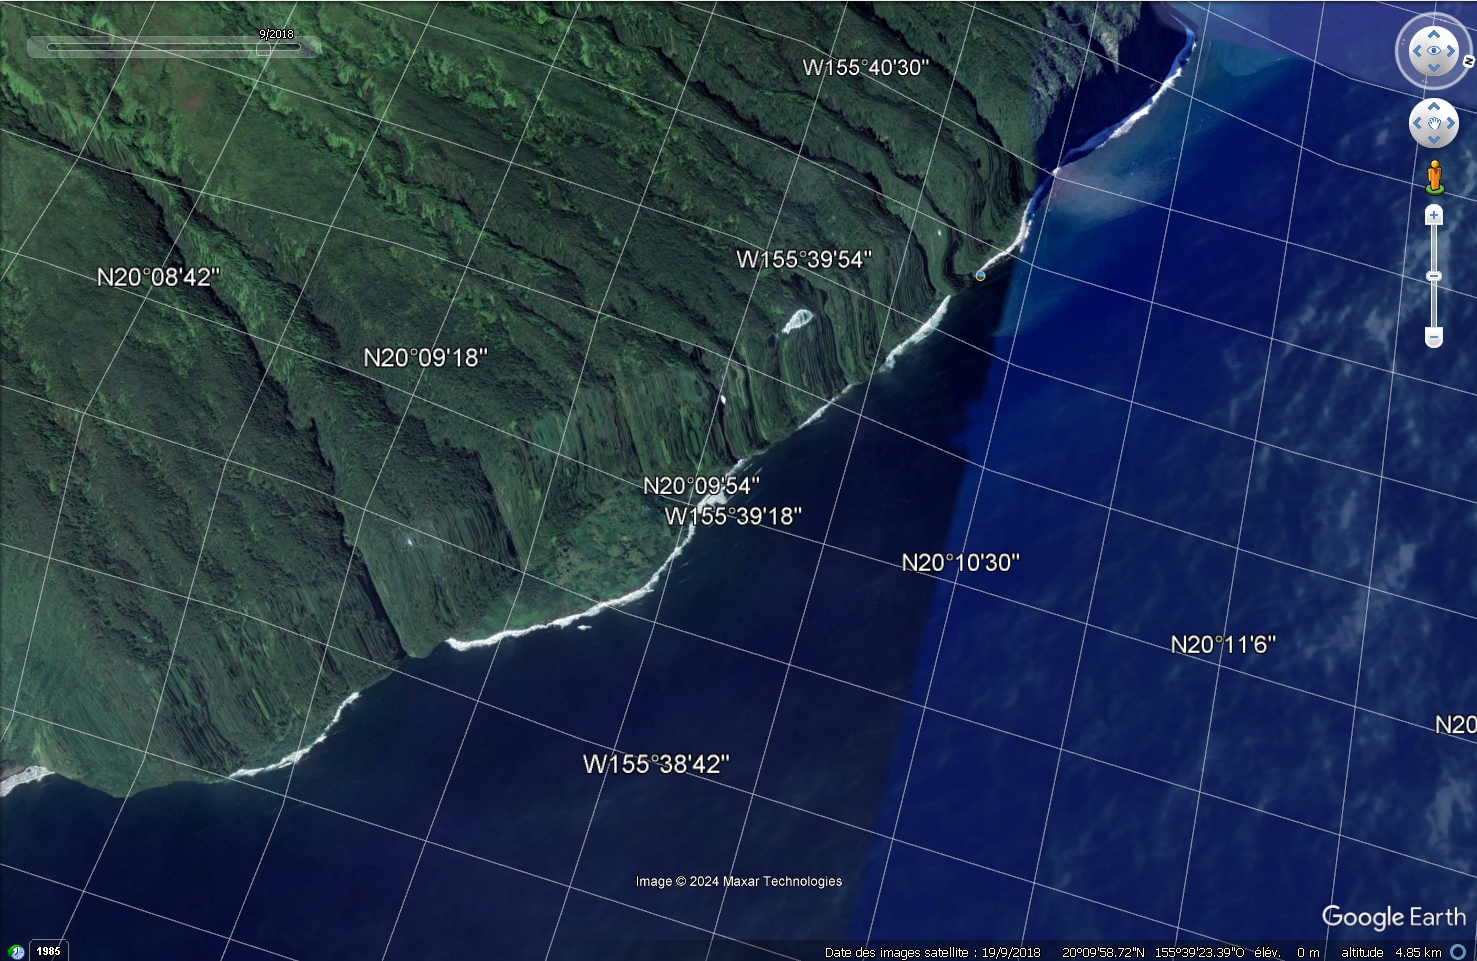 9/2018
W155°40'30"
N
W155°39'54"
N20°08'42"
N20°09'18"
N20°09'54"
W155°39'18"
N20°10'30"
N20°11'6"
N20
W155°38'42"
Image © 2024 Maxar Technologies
Google Earth
1985
Date des images satellite : 19/9/2018 20°09'58.72"N 155°39'23.39"O élév. 0 m altitude 4.85 km